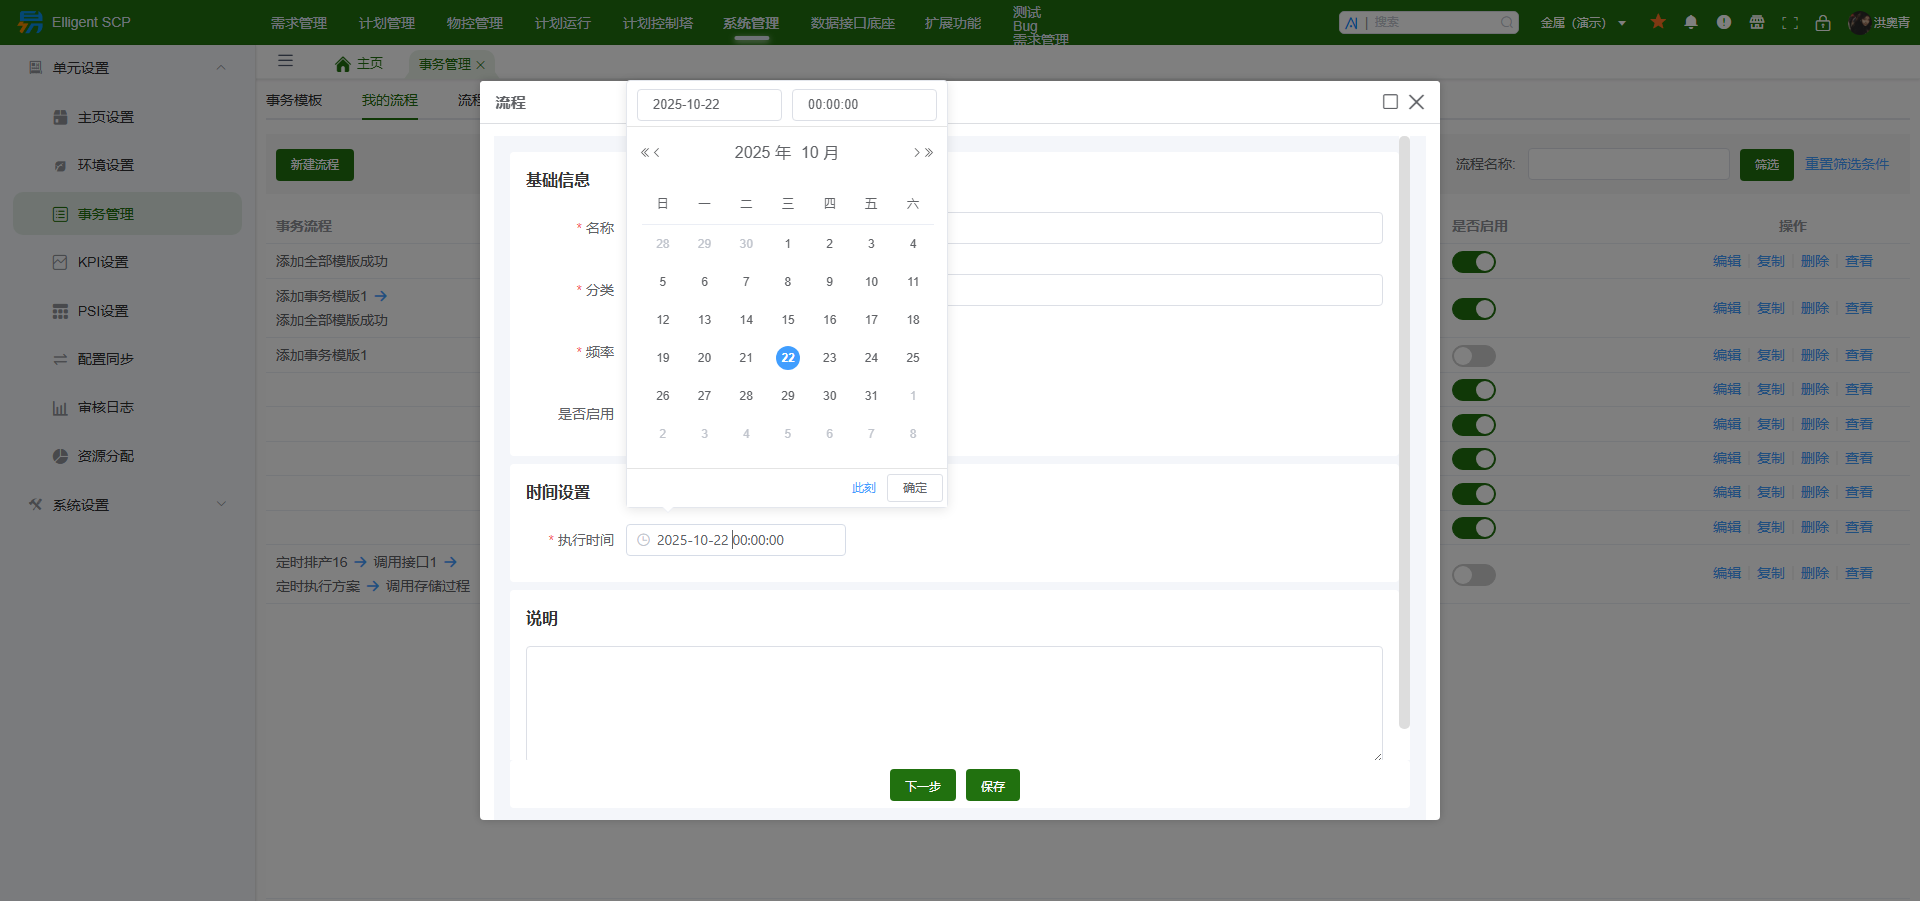 Elligent SCP
需求管理 计划管理 物控管理 计划运行 计划控制塔 系统管理 数据接口底座 扩展功能
测试
Bug
需求管理
AI | 搜索
金属（演示）
洪奥青
单元设置
主页设置
环境设置
事务管理
KPI设置
PSI设置
配置同步
审核日志
资源分配
系统设置
主页 事务管理
事务模板 我的流程 流程
新建流程
流程名称: 筛选 重置筛选条件
事务流程 是否启用 操作
添加全部模版成功 编辑 复制 删除 查看
添加事务模版1
添加全部模版成功
编辑 复制 删除 查看
添加事务模版1 编辑 复制 删除 查看
编辑 复制 删除 查看
编辑 复制 删除 查看
编辑 复制 删除 查看
编辑 复制 删除 查看
编辑 复制 删除 查看
定时排产16 调用接口1
定时执行方案 调用存储过程
编辑 复制 删除 查看
流程
基础信息
* 名称
* 分类
* 频率
是否启用
2025-10-22 00:00:00
2025 年 10 月
日 一 二 三 四 五 六
28 29 30 1 2 3 4
5 6 7 8 9 10 11
12 13 14 15 16 17 18
19 20 21 22 23 24 25
26 27 28 29 30 31 1
2 3 4 5 6 7 8
此刻 确定
时间设置
* 执行时间 2025-10-22 00:00:00
说明
下一步 保存